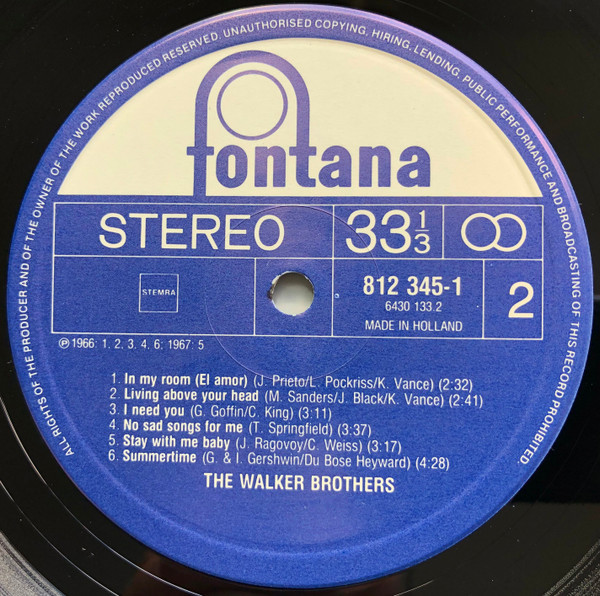 ALL RIGHTS OF THE PRODUCER AND OF THE OWNER OF THE WORK REPRODUCED RESERVED. UNAUTHORISED COPYING, HIRING, LENDING, PUBLIC PERFORMANCE AND BROADCASTING OF THIS RECORD PROHIBITED
fontana
STEREO 33 1/3
STEMRA 812 345-1 2
6430 133.2
MADE IN HOLLAND
℗ 1966: 1, 2, 3, 4, 6; 1967: 5
1. In my room (El amor) (J. Prieto/L. Pockriss/K. Vance) (2:32)
2. Living above your head (M. Sanders/J. Black/K. Vance) (2:41)
3. I need you (G. Goffin/C. King) (3:11)
4. No sad songs for me (T. Springfield) (3:37)
5. Stay with me baby (J. Ragovoy/C. Weiss) (3:17)
6. Summertime (G. & I. Gershwin/Du Bose Heyward) (4:28)
THE WALKER BROTHERS